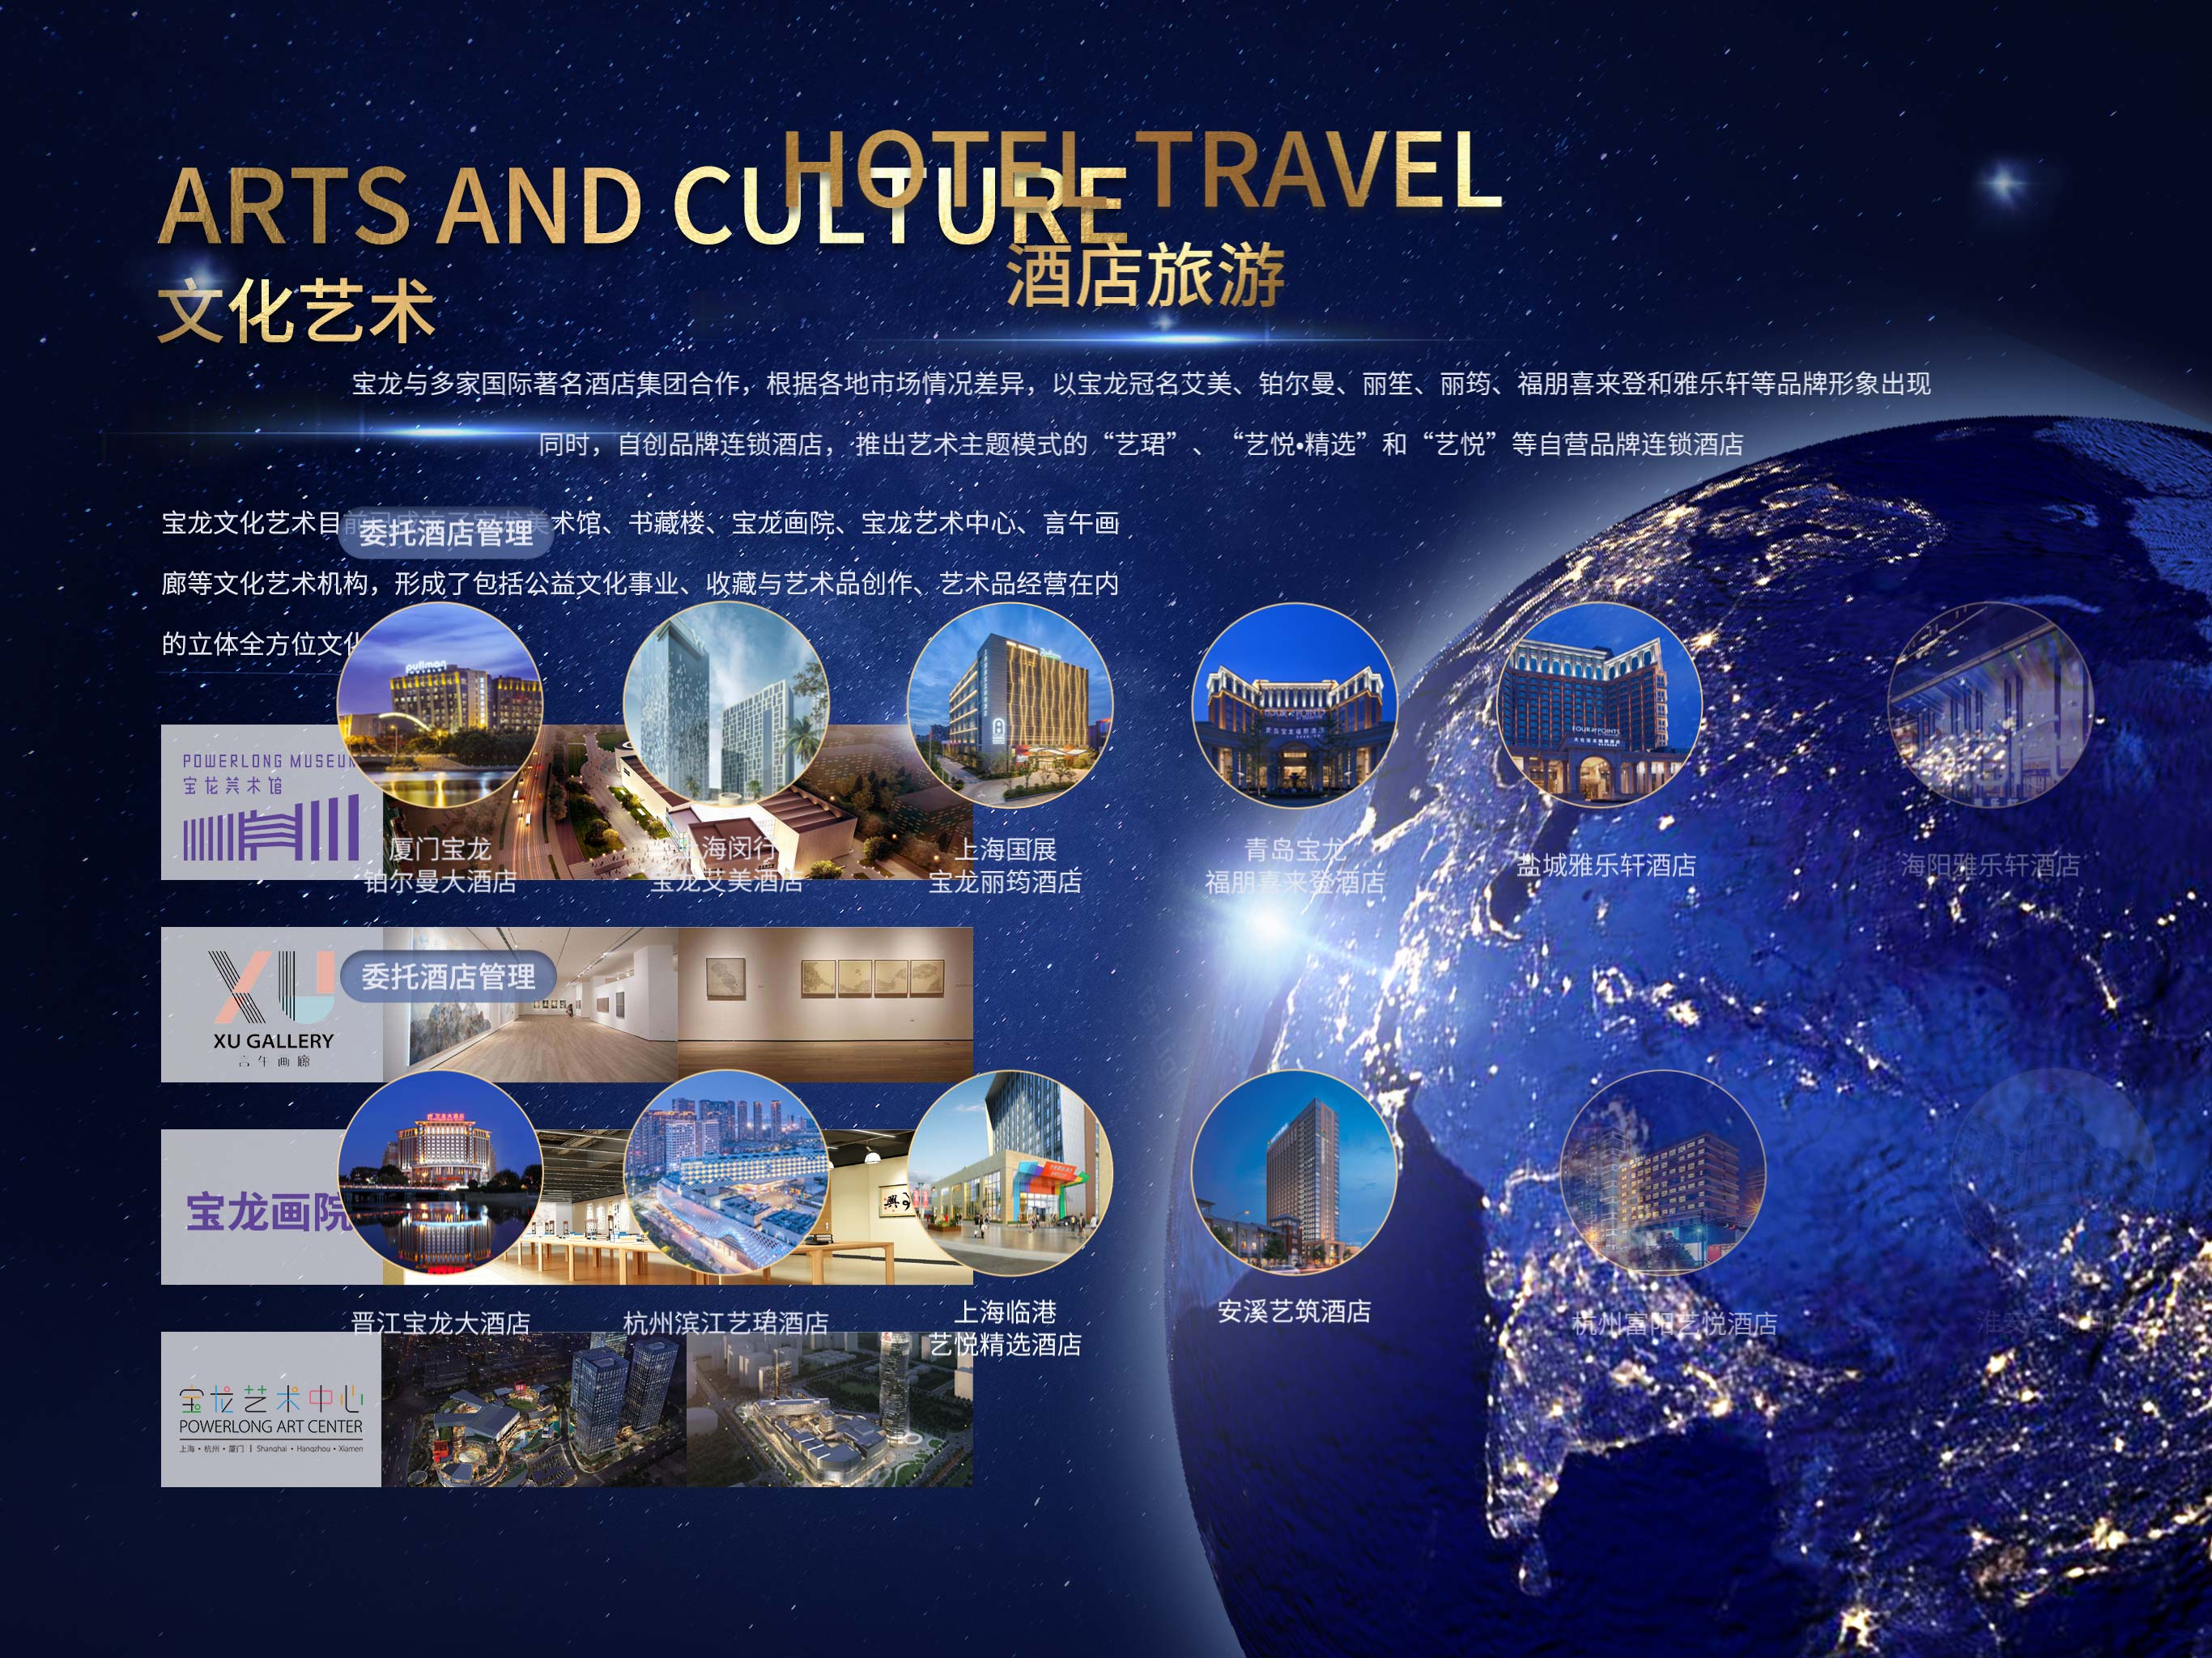 HOTEL TRAVEL
ARTS AND CULTURE
酒店旅游
文化艺术
宝龙与多家国际著名酒店集团合作，根据各地市场情况差异，以宝龙冠名艾美、铂尔曼、丽笙、丽筠、福朋喜来登和雅乐轩等品牌形象出现
同时，自创品牌连锁酒店，推出艺术主题模式的“艺珺”、“艺悦•精选”和“艺悦”等自营品牌连锁酒店
宝龙文化艺术目 术馆、书藏楼、宝龙画院、宝龙艺术中心、言午画
委托酒店管理
廊等文化艺术机构，形成了包括公益文化事业、收藏与艺术品创作、艺术品经营在内
的立体全方位文化
pullman
POWERLONG MUSEUM
宝龙美术馆
FOUR POINTS
厦门宝龙
铂尔曼大酒店
上海闵行
宝龙艾美酒店
上海国展
宝龙丽筠酒店
青岛宝龙
福朋喜来登酒店
盐城雅乐轩酒店
海阳雅乐轩酒店
委托酒店管理
XU
XU GALLERY
言午画廊
宝龙画院
晋江宝龙大酒店
杭州滨江艺珺酒店
上海临港
艺悦精选酒店
安溪艺筑酒店
杭州富阳艺悦酒店
宝龙艺术中心
POWERLONG ART CENTER
上海·杭州·厦门 | Shanghai · Hangzhou · Xiamen